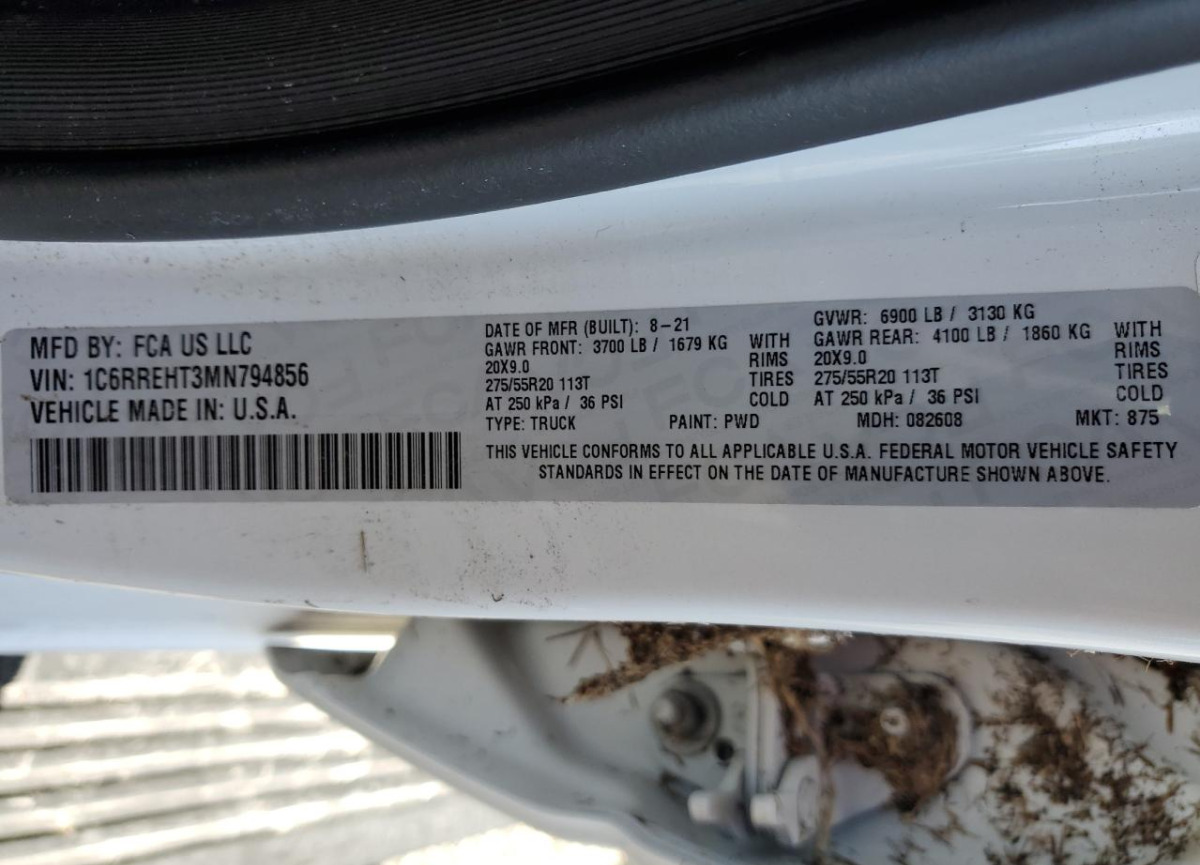 MFD BY: FCA US LLC
VIN: 1C6RREHT3MN794856
VEHICLE MADE IN: U.S.A.
DATE OF MFR (BUILT): 8-21
GAWR FRONT: 3700 LB / 1679 KG WITH
20X9.0 RIMS
275/55R20 113T TIRES
AT 250 kPa / 36 PSI COLD
GVWR: 6900 LB / 3130 KG
GAWR REAR: 4100 LB / 1860 KG WITH
20X9.0 RIMS
275/55R20 113T TIRES
AT 250 kPa / 36 PSI COLD
TYPE: TRUCK PAINT: PWD MDH: 082608 MKT: 875
THIS VEHICLE CONFORMS TO ALL APPLICABLE U.S.A. FEDERAL MOTOR VEHICLE SAFETY
STANDARDS IN EFFECT ON THE DATE OF MANUFACTURE SHOWN ABOVE.